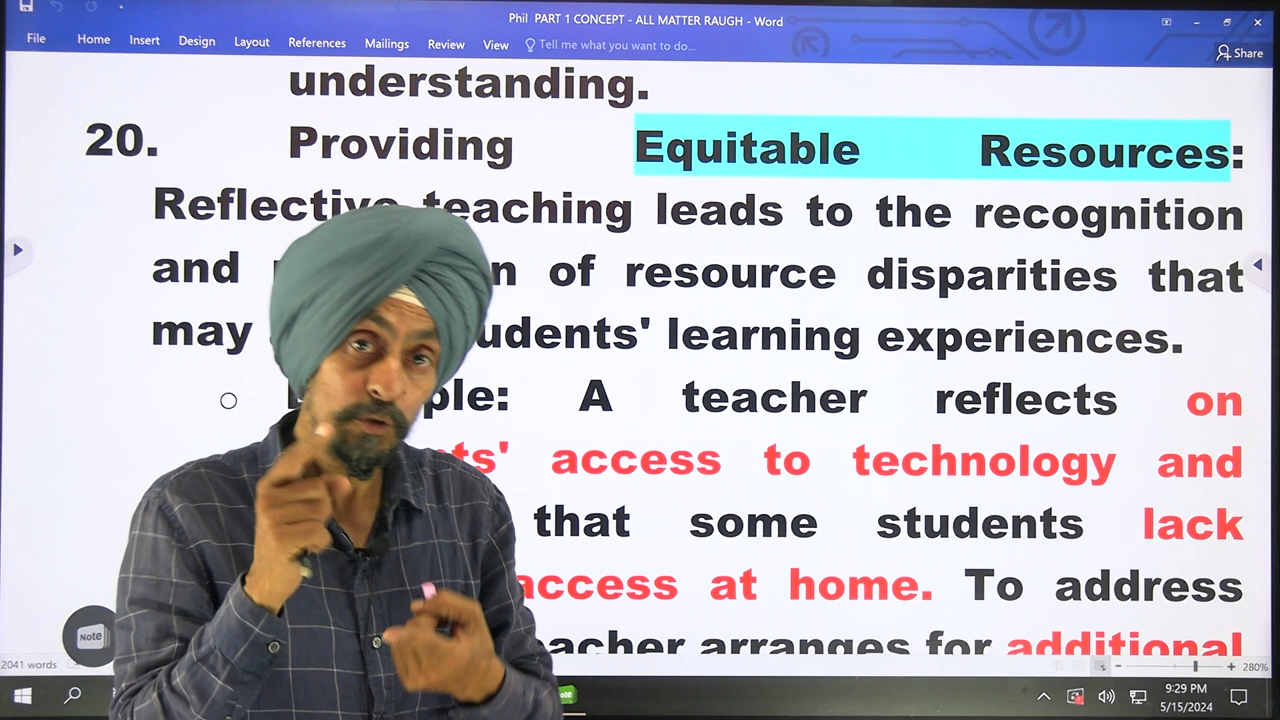 Phil PART 1 CONCEPT - ALL MATTER RAUGH - Word
File Home Insert Design Layout References Mailings Review View Tell me what you want to do... Share
understanding.
20. Providing Equitable Resources:
Reflective teaching leads to the recognition
and n of resource disparities that
may udents' learning experiences.
ple: A teacher reflects on
ts' access to technology and
that some students lack
access at home. To address
acher arranges for additional
Note
2041 words
280%
9:29 PM
5/15/2024